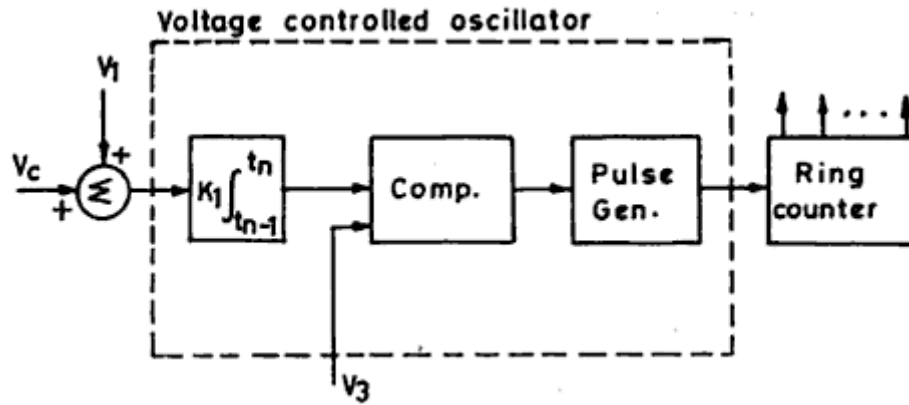 Voltage controlled oscillator
V1
Vc
+
+
Σ
K1 ∫ tn tn-1
Comp.
Pulse
Gen.
Ring
counter
...
V3